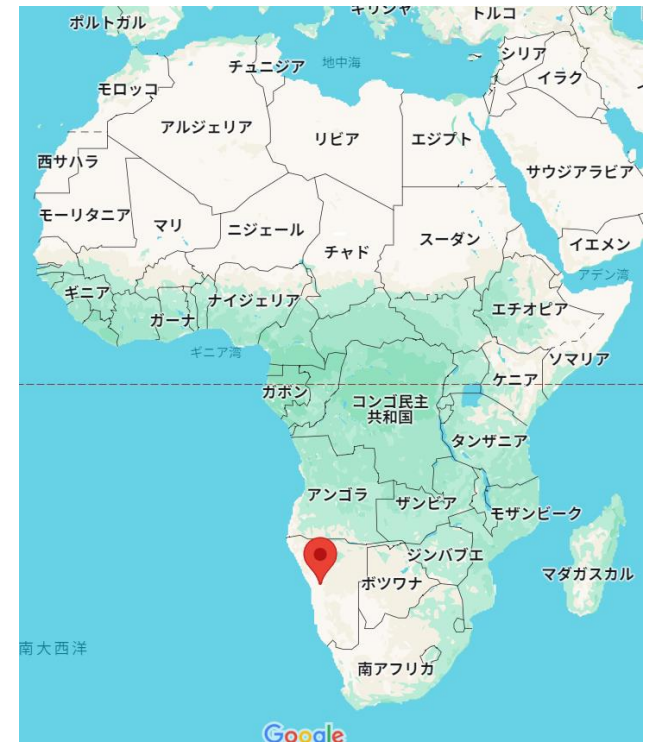 ポルトガル
トルコ
シリア
チュニジア
地中海
イラク
モロッコ
アルジェリア
リビア
エジプト
西サハラ
サウジアラビア
モーリタニア
マリ
ニジェール
チャド
スーダン
イエメン
アデン湾
ギニア
ナイジェリア
ガーナ
エチオピア
ギニア湾
ソマリア
ガボン
ケニア
コンゴ民主
共和国
タンザニア
アンゴラ
ザンビア
モザンビーク
ジンバブエ
ボツワナ
マダガスカル
南大西洋
南アフリカ
Google